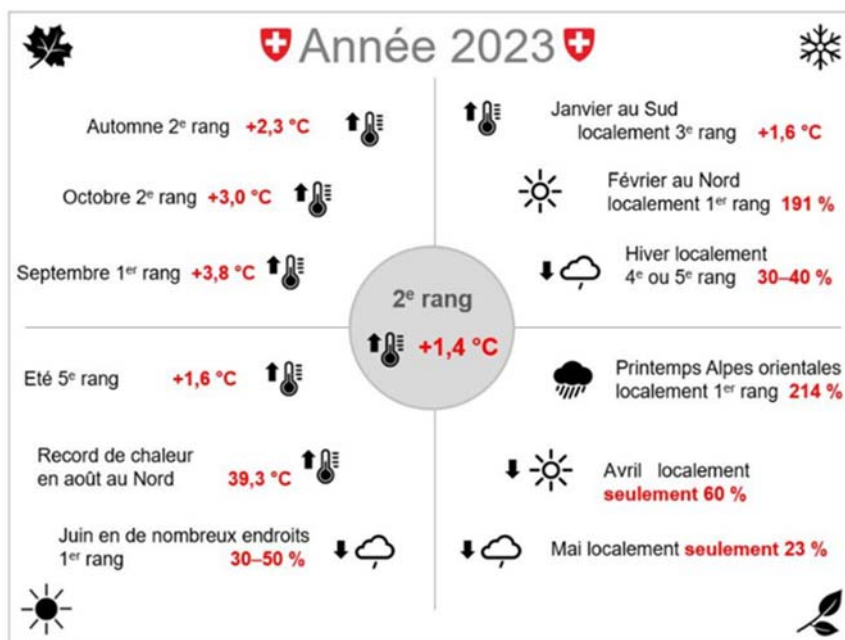 Année 2023
Automne 2e rang +2,3 °C
Octobre 2e rang +3,0 °C
Septembre 1er rang +3,8 °C
Janvier au Sud
localement 3e rang +1,6 °C
Février au Nord
localement 1er rang 191 %
Hiver localement
4e ou 5e rang 30–40 %
2e rang
+1,4 °C
Eté 5e rang +1,6 °C
Record de chaleur
en août au Nord 39,3 °C
Juin en de nombreux endroits
1er rang 30–50 %
Printemps Alpes orientales
localement 1er rang 214 %
Avril localement
seulement 60 %
Mai localement seulement 23 %